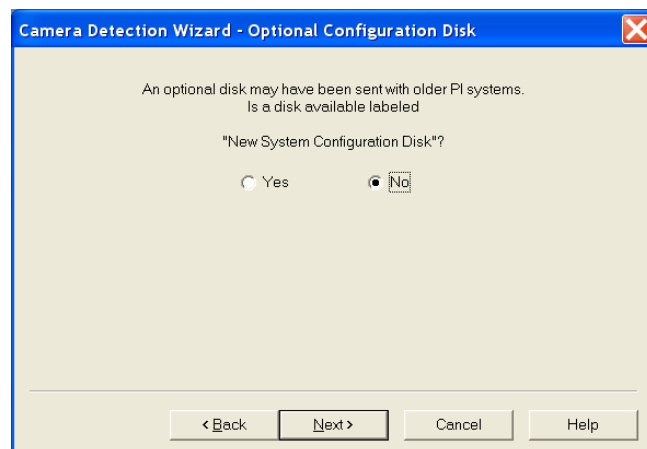 Camera Detection Wizard - Optional Configuration Disk
An optional disk may have been sent with older PI systems.
Is a disk available labeled
"New System Configuration Disk"?
Yes No
< Back Next > Cancel Help